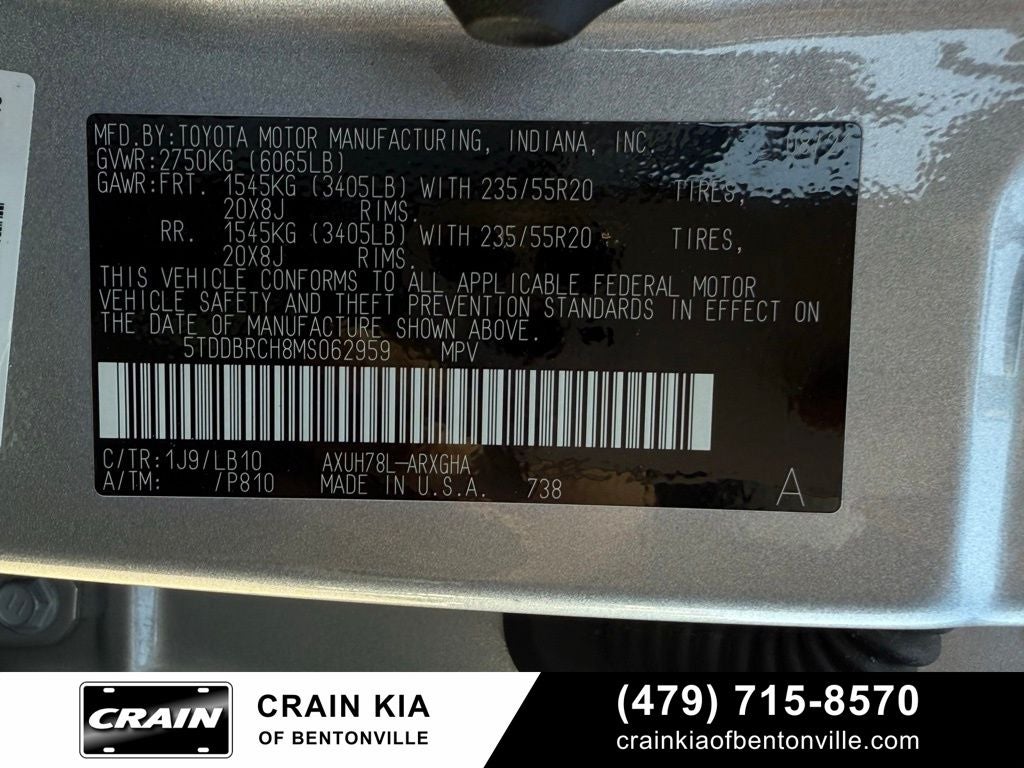 MFD.BY:TOYOTA MOTOR MANUFACTURING, INDIANA, INC.
GVWR:2750KG (6065LB)
GAWR:FRT. 1545KG (3405LB) WITH 235/55R20 TIRES,
20X8J RIMS.
RR. 1545KG (3405LB) WITH 235/55R20 TIRES,
20X8J RIMS.
THIS VEHICLE CONFORMS TO ALL APPLICABLE FEDERAL MOTOR
VEHICLE SAFETY AND THEFT PREVENTION STANDARDS IN EFFECT ON
THE DATE OF MANUFACTURE SHOWN ABOVE.
5TDDBRCH8MS062959 MPV
C/TR:1J9/LB10 AXUH78L-ARXGHA
A/TM: /P810 MADE IN U.S.A. 738
A
CRAIN
CRAIN KIA
OF BENTONVILLE
(479) 715-8570
crainkiaofbentonville.com